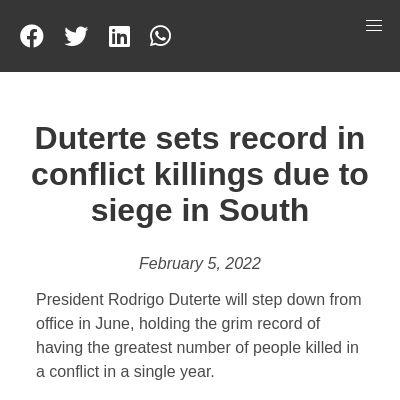 Duterte sets record in
conflict killings due to
siege in South
February 5, 2022
President Rodrigo Duterte will step down from
office in June, holding the grim record of
having the greatest number of people killed in
a conflict in a single year.